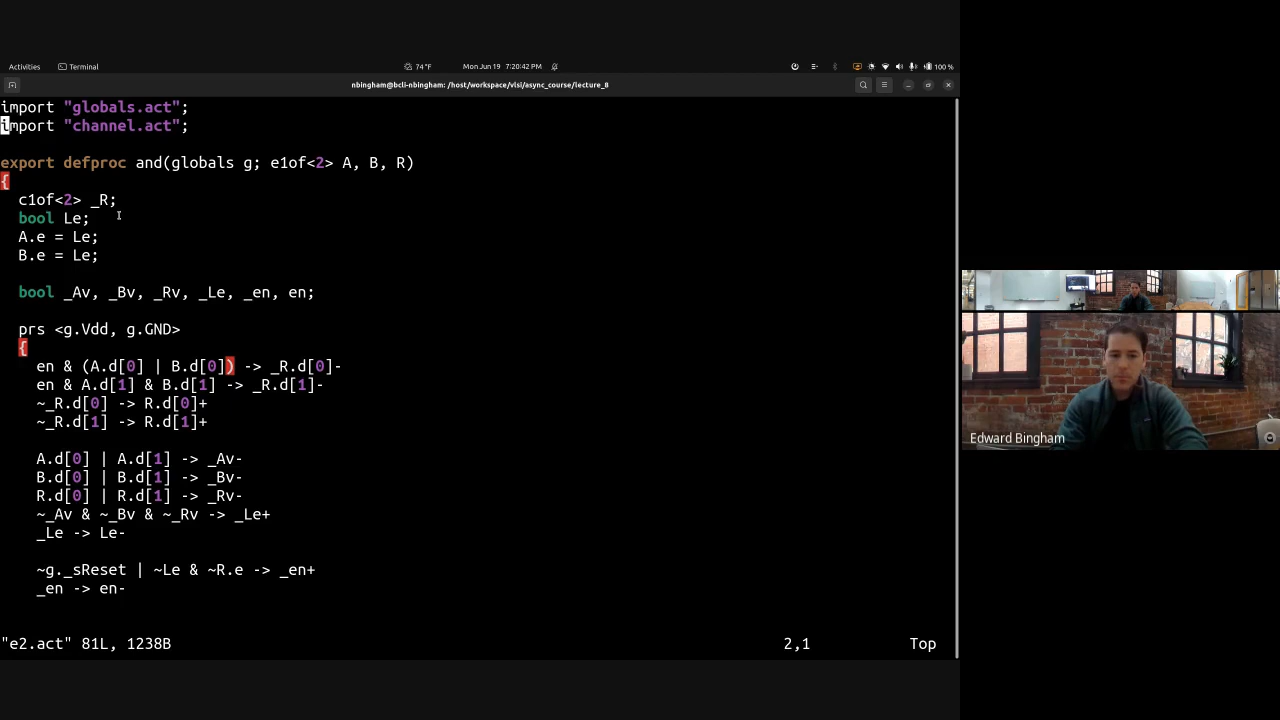 Activities
Terminal
74 °F
Mon Jun 19 7:20:42 PM
100 %
nbingham@bcli-nbingham: /host/workspace/vlsi/async_course/lecture_8
import "globals.act";
import "channel.act";
export defproc and(globals g; e1of<2> A, B, R)
{
c1of<2> _R;
bool Le;
A.e = Le;
B.e = Le;
bool _Av, _Bv, _Rv, _Le, _en, en;
prs <g.Vdd, g.GND>
{
en & (A.d[0] | B.d[0]) -> _R.d[0]-
en & A.d[1] & B.d[1] -> _R.d[1]-
~_R.d[0] -> R.d[0]+
~_R.d[1] -> R.d[1]+
A.d[0] | A.d[1] -> _Av-
B.d[0] | B.d[1] -> _Bv-
R.d[0] | R.d[1] -> _Rv-
~_Av & ~_Bv & ~_Rv -> _Le+
_Le -> Le-
~g._sReset | ~Le & ~R.e -> _en+
_en -> en-
"e2.act" 81L, 1238B
2,1
Top
Edward Bingham